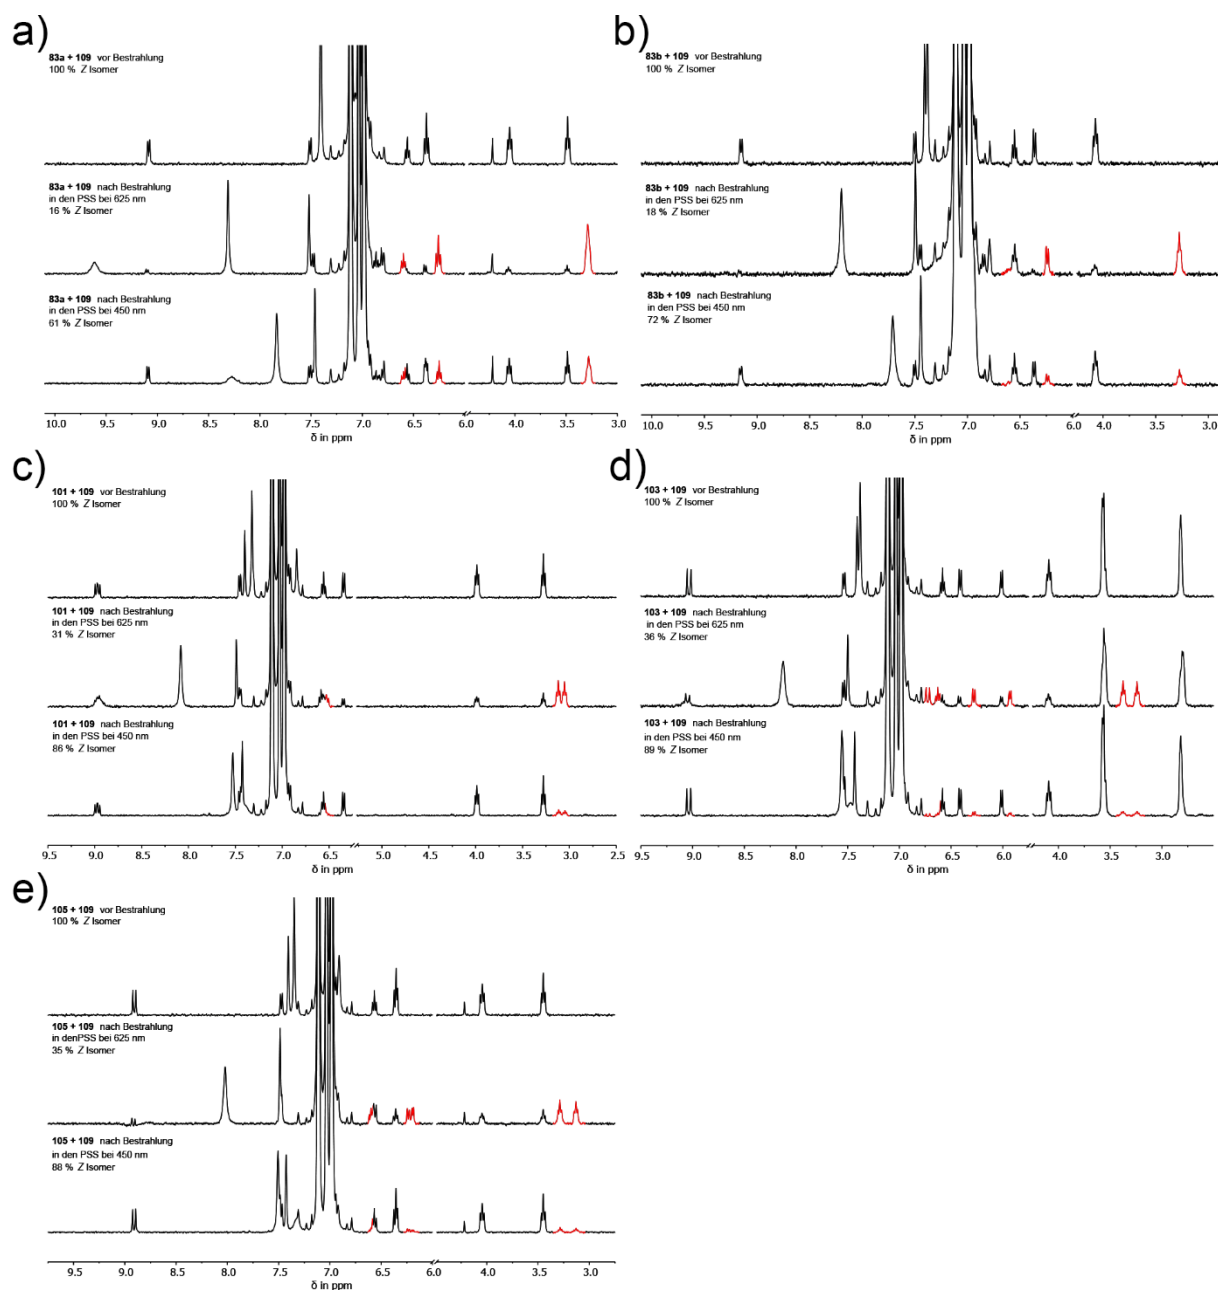 a)
83a + 109 vor Bestrahlung
100 % Z Isomer
83a + 109 nach Bestrahlung
in den PSS bei 625 nm
16 % Z Isomer
83a + 109 nach Bestrahlung
in den PSS bei 450 nm
61 % Z Isomer
10.0 9.5 9.0 8.5 8.0 7.5 7.0 6.5 6.0 4.0 3.5 3.0
δ in ppm
b)
83b + 109 vor Bestrahlung
100 % Z Isomer
83b + 109 nach Bestrahlung
in den PSS bei 625 nm
18 % Z Isomer
83b + 109 nach Bestrahlung
in den PSS bei 450 nm
72 % Z Isomer
10.0 9.5 9.0 8.5 8.0 7.5 7.0 6.5 6.0 4.0 3.5 3.0
δ in ppm
c)
101 + 109 vor Bestrahlung
100 % Z Isomer
101 + 109 nach Bestrahlung
in den PSS bei 625 nm
31 % Z Isomer
101 + 109 nach Bestrahlung
in den PSS bei 450 nm
86 % Z Isomer
9.5 9.0 8.5 8.0 7.5 7.0 6.5 5.0 4.5 4.0 3.5 3.0 2.5
δ in ppm
d)
103 + 109 vor Bestrahlung
100 % Z Isomer
103 + 109 nach Bestrahlung
in den PSS bei 625 nm
36 % Z Isomer
103 + 109 nach Bestrahlung
in den PSS bei 450 nm
89 % Z Isomer
9.5 9.0 8.5 8.0 7.5 7.0 6.5 6.0 4.0 3.5 3.0
δ in ppm
e)
105 + 109 vor Bestrahlung
100 % Z Isomer
105 + 109 nach Bestrahlung
in denPSS bei 625 nm
35 % Z Isomer
105 + 109 nach Bestrahlung
in den PSS bei 450 nm
88 % Z Isomer
9.5 9.0 8.5 8.0 7.5 7.0 6.5 6.0 4.0 3.5 3.0
δ in ppm